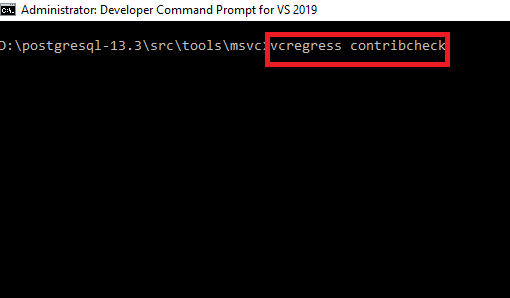 Administrator: Developer Command Prompt for VS 2019
D:\postgresql-13.3\src\tools\msvc>vcregress contribcheck